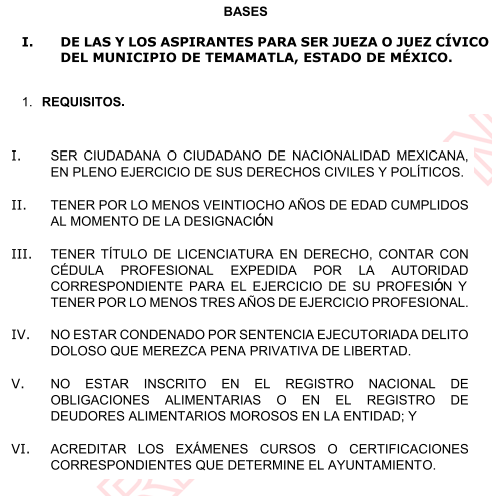 BASES
I. DE LAS Y LOS ASPIRANTES PARA SER JUEZA O JUEZ CÍVICO
DEL MUNICIPIO DE TEMAMATLA, ESTADO DE MÉXICO.
1. REQUISITOS.
I. SER CIUDADANA O CIUDADANO DE NACIONALIDAD MEXICANA,
EN PLENO EJERCICIO DE SUS DERECHOS CIVILES Y POLÍTICOS.
II. TENER POR LO MENOS VEINTIOCHO AÑOS DE EDAD CUMPLIDOS
AL MOMENTO DE LA DESIGNACIÓN
III. TENER TÍTULO DE LICENCIATURA EN DERECHO, CONTAR CON
CÉDULA PROFESIONAL EXPEDIDA POR LA AUTORIDAD
CORRESPONDIENTE PARA EL EJERCICIO DE SU PROFESIÓN Y
TENER POR LO MENOS TRES AÑOS DE EJERCICIO PROFESIONAL.
IV. NO ESTAR CONDENADO POR SENTENCIA EJECUTORIADA DELITO
DOLOSO QUE MEREZCA PENA PRIVATIVA DE LIBERTAD.
V. NO ESTAR INSCRITO EN EL REGISTRO NACIONAL DE
OBLIGACIONES ALIMENTARIAS O EN EL REGISTRO DE
DEUDORES ALIMENTARIOS MOROSOS EN LA ENTIDAD; Y
VI. ACREDITAR LOS EXÁMENES CURSOS O CERTIFICACIONES
CORRESPONDIENTES QUE DETERMINE EL AYUNTAMIENTO.